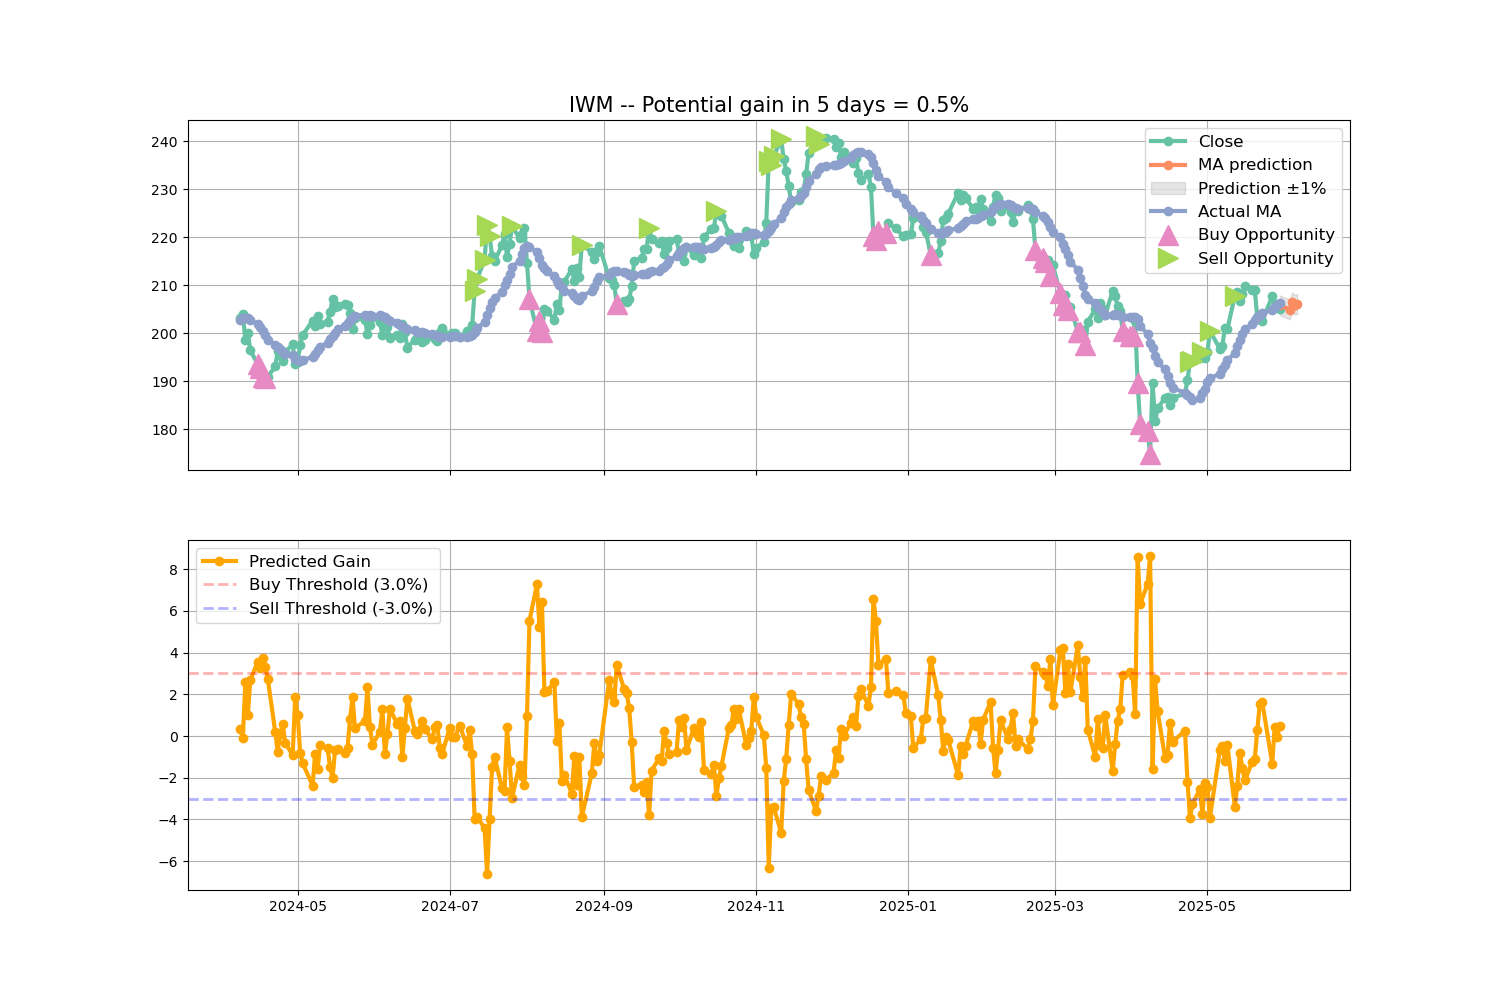 IWM -- Potential gain in 5 days = 0.5%
240
230
220
210
200
190
180
Close
MA prediction
Prediction ±1%
Actual MA
Buy Opportunity
Sell Opportunity
8
6
4
2
0
−2
−4
−6
Predicted Gain
Buy Threshold (3.0%)
Sell Threshold (-3.0%)
2024-05
2024-07
2024-09
2024-11
2025-01
2025-03
2025-05